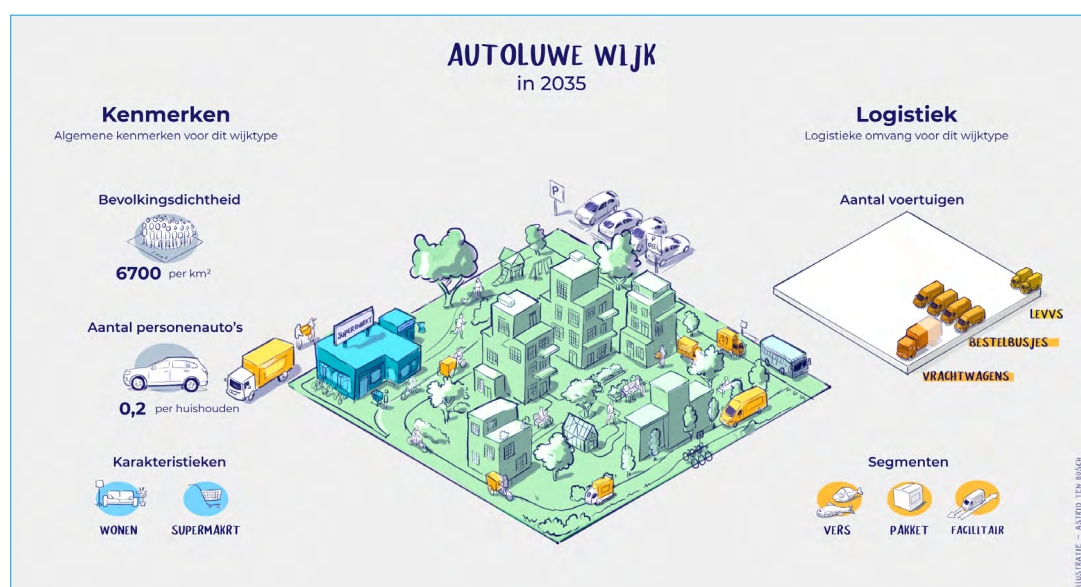 AUTOLUWE WIJK
in 2035
Kenmerken
Algemene kenmerken voor dit wijktype
Bevolkingsdichtheid
6700 per km²
Aantal personenauto's
0,2 per huishouden
Karakteristieken
WONEN
SUPERMAKRT
P
P
DEEL
SUPERMARKT
Logistiek
Logistieke omvang voor dit wijktype
Aantal voertuigen
LEVVS
BESTELBUSJES
VRACHTWAGENS
Segmenten
VERS
PAKKET
FACILITAIR
ILLUSTRATIE – ASTRID TEN BOSCH